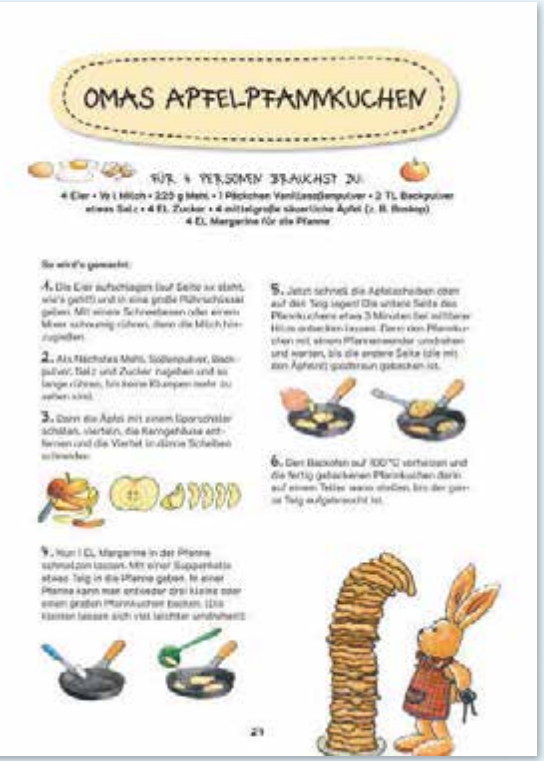 OMAS APFELPFANNKUCHEN
FÜR 4 PERSONEN BRAUCHST DU:
4 Eier • ½ l Milch • 225 g Mehl • 1 Päckchen Vanillesoßenpulver • 2 TL Backpulver
etwas Salz • 4 EL Zucker • 4 mittelgroße säuerliche Äpfel (z. B. Boskop)
4 EL Margarine für die Pfanne
So wird's gemacht:
1. Die Eier aufschlagen (auf Seite steht,
wie's geht!) und in eine große Rührschüssel
geben. Mit einem Schneebesen oder einem
Mixer schaumig rühren, dann die Milch hin-
zugießen.
2. Als Nächstes Mehl, Soßenpulver, Back-
pulver, Salz und Zucker zugeben und so
lange rühren, bis keine Klumpen mehr zu
sehen sind.
3. Dann die Äpfel mit einem Sparschäler
schälen, vierteln, die Kerngehäuse ent-
fernen und die Viertel in dünne Scheiben
schneiden.
4. Nun 1 EL Margarine in der Pfanne
schmelzen lassen. Mit einer Suppenkelle
etwas Teig in die Pfanne geben. In einer
Pfanne kann man entweder drei kleine oder
einen großen Pfannkuchen backen. (Die
kleinen lassen sich viel leichter umdrehen!)
5. Jetzt schnell die Apfelscheiben oben
auf den Teig legen! Die untere Seite des
Pfannkuchens etwa 3 Minuten bei mittlerer
Hitze anbacken lassen. Dann den Pfannku-
chen mit einem Pfannenwender umdrehen
und warten, bis die andere Seite (die mit
den Äpfeln) goldbraun gebacken ist.
6. Den Backofen auf 100 °C vorheizen und
die fertig gebackenen Pfannkuchen darin
auf einem Teller warm stellen, bis der gan-
ze Teig aufgebraucht ist.
21